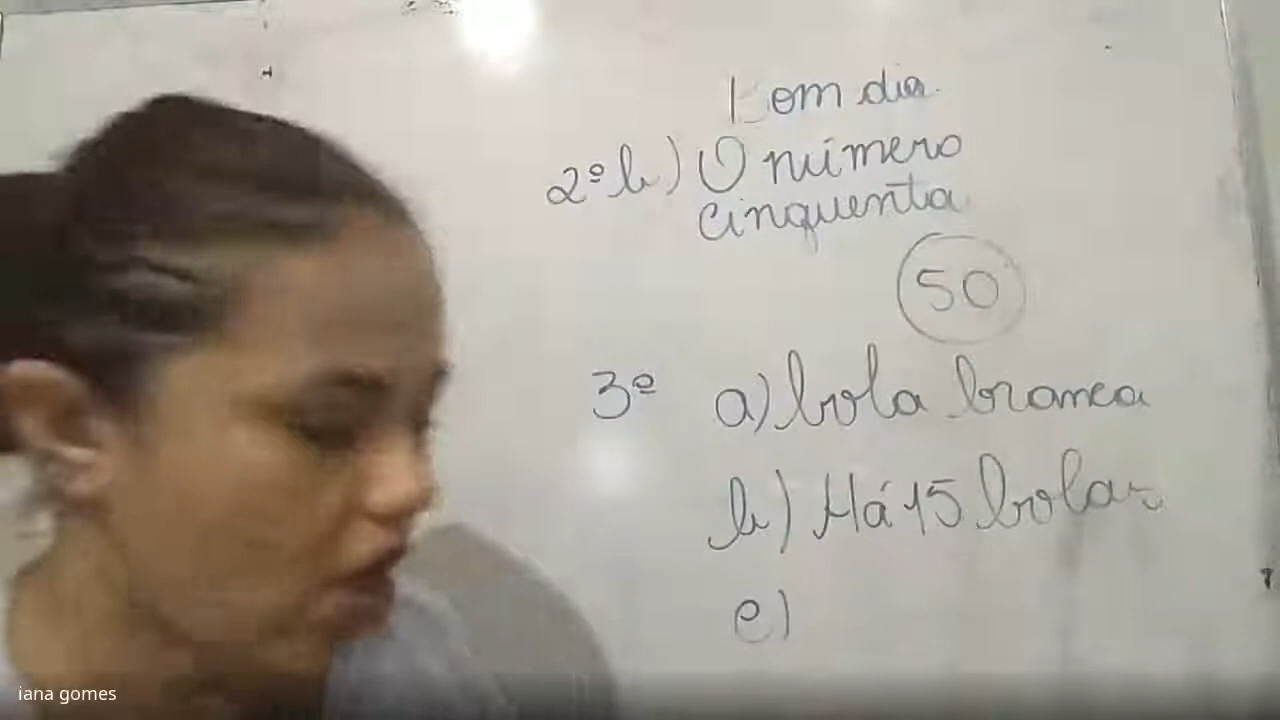 Bom dia
2º b) O número
cinquenta
50
3º a) bola branca
b) Há 15 bolas
c)
iana gomes